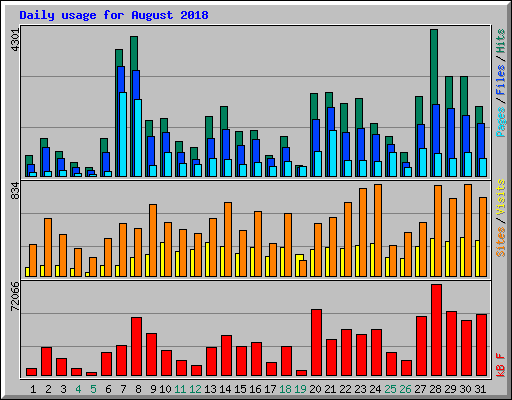 Daily usage for August 2018
4301
Pages / Files / Hits
834
Sites / Visits
72066
kB F
1 2 3 4 5 6 7 8 9 10 11 12 13 14 15 16 17 18 19 20 21 22 23 24 25 26 27 28 29 30 31